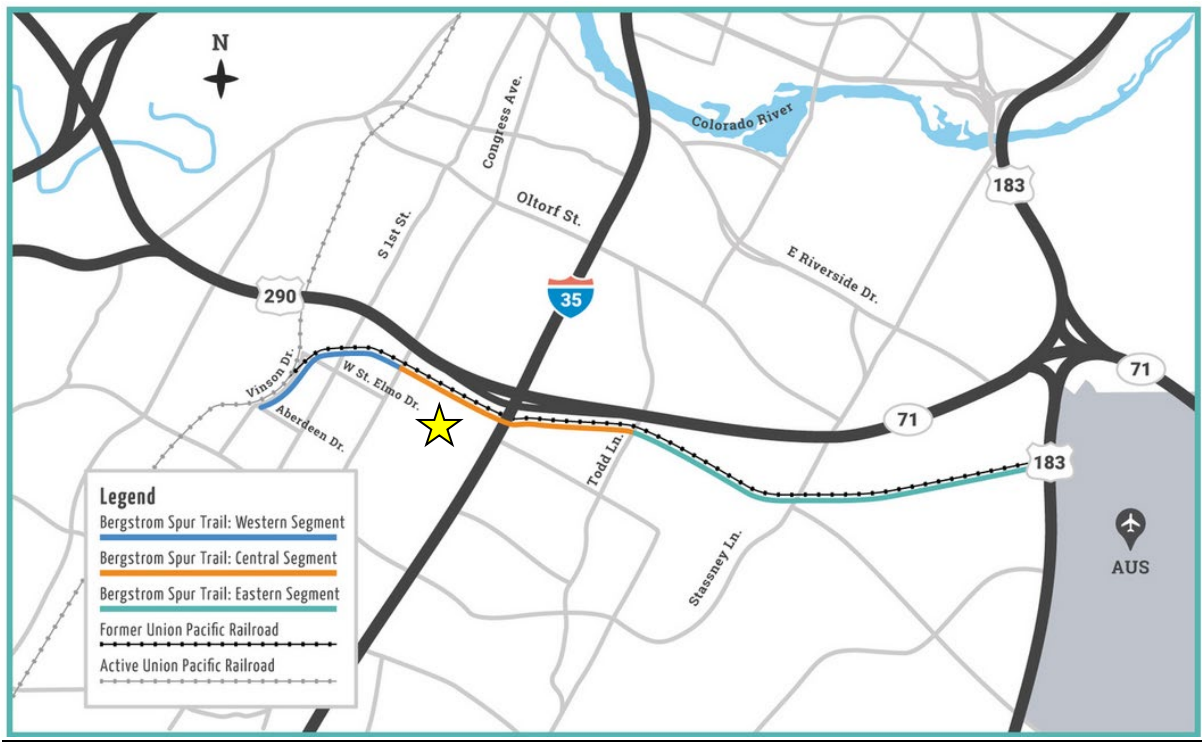 N
Congress Ave.
Colorado River
183
S 1st St.
Oltorf St.
E Riverside Dr.
290
35
Vinson Dr.
W St. Elmo Dr.
71
71
Aberdeen Dr.
Todd Ln.
183
Stassney Ln.
AUS
Legend
Bergstrom Spur Trail: Western Segment
Bergstrom Spur Trail: Central Segment
Bergstrom Spur Trail: Eastern Segment
Former Union Pacific Railroad
Active Union Pacific Railroad